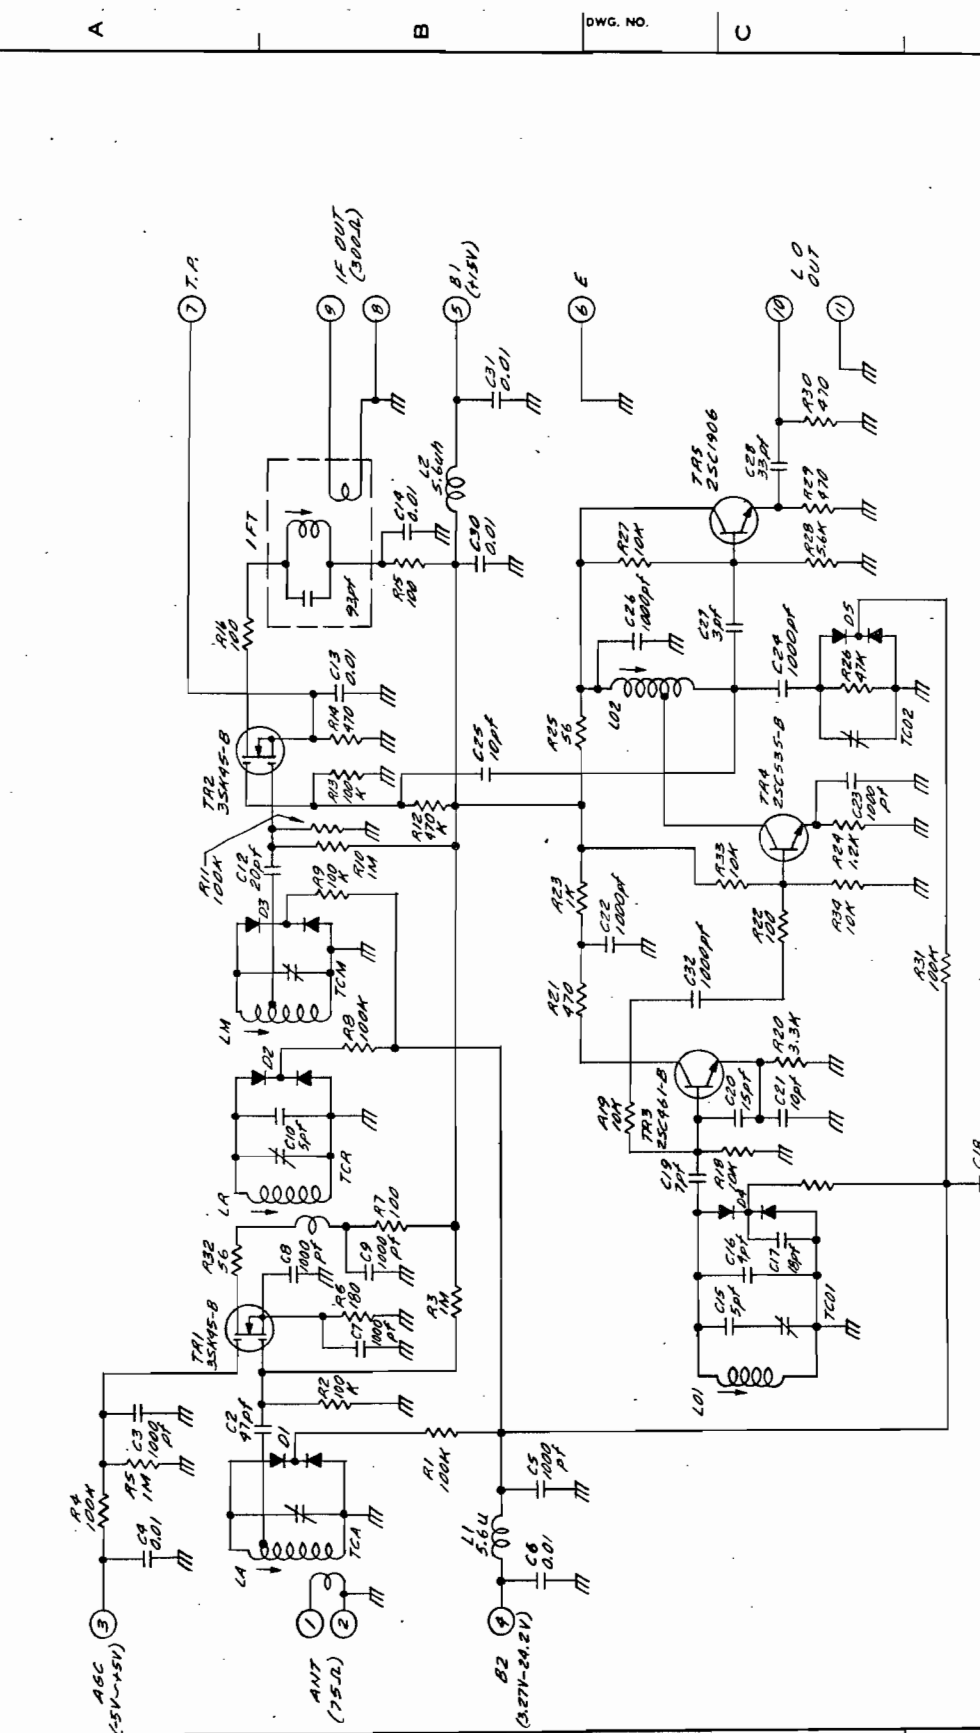 A
B
DWG. NO.
C
7 T.P.
9
IF OUT
(300Ω)
8
5 B1
(+15V)
6 E
10
L O
OUT
11
IFT
93pf
R16
100
C14
0.01
R15
100
L2
5.6uh
C31
0.01
C30
0.01
TR2
3SK45-B
C13
0.01
R14
470
R13
100
K
R12
470
K
R11
100K
C12
20pf
R10
1M
R9
100
K
D3
TCM
LM
R8
100K
D2
C10
5pf
TCR
LR
R7
100
C9
1000
pf
C8
1000
pf
R32
56
TR1
3SK45-B
R6
180
C7
1000
pf
R3
1M
R2
100
K
C2
47pf
D1
TCA
LA
R1
100K
C3
1000
pf
R5
1M
R4
100K
C4
0.01
3
AGC
(-5V~+5V)
1
2
ANT
(75Ω)
4
B2
(3.27V-24.2V)
L1
5.6u
C5
1000
pf
C6
0.01
TR5
2SC1906
C28
33pf
R30
470
R29
470
R28
5.6K
R27
10K
C26
1000pf
C27
3pf
L02
C24
1000pf
D5
R26
47K
TC02
R25
56
C25
10pf
TR4
2SC535-B
C23
1000
pf
R24
1.2K
R33
10K
R34
10K
R22
100
R23
1K
C22
1000pf
R21
470
C32
1000pf
R31
100K
R19
10K
TR3
2SC461-B
C20
15pf
C21
10pf
R20
3.3K
C19
7pf
R18
10K
D4
C16
4pf
C17
18pf
C15
5pf
TC01
L01
C18